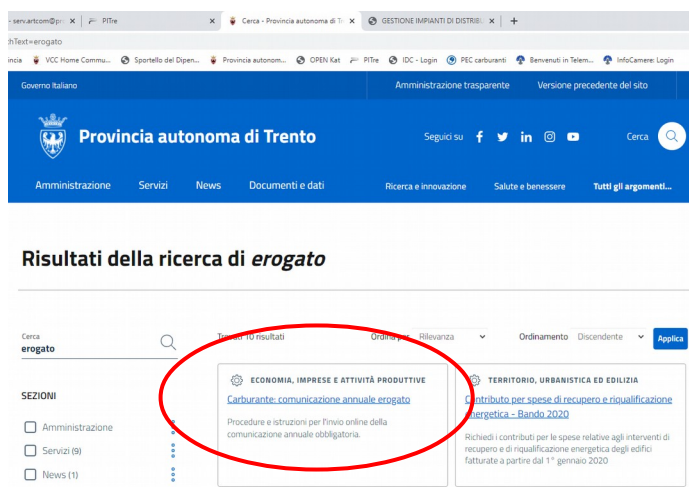 - serv.artcom@pr
PITre
Cerca - Provincia autonoma di Tr
GESTIONE IMPIANTI DI DISTRIBU
hText=erogato
incia
VCC Home Commu...
Sportello del Dipen...
Provincia autonom...
OPEN Kat
PITre
IDC - Login
PEC carburanti
Benvenuti in Telem...
InfoCamere: Login
Governo Italiano
Amministrazione trasparente
Versione precedente del sito
Provincia autonoma di Trento
Seguici su
Cerca
Amministrazione
Servizi
News
Documenti e dati
Ricerca e innovazione
Salute e benessere
Tutti gli argomenti...
Risultati della ricerca di erogato
Cerca
erogato
Trovati 10 risultati
Ordina per
Rilevanza
Ordinamento
Discendente
Applica
SEZIONI
Amministrazione
Servizi (9)
News (1)
ECONOMIA, IMPRESE E ATTIVITÀ PRODUTTIVE
Carburante: comunicazione annuale erogato
Procedure e istruzioni per l'invio online della
comunicazione annuale obbligatoria.
TERRITORIO, URBANISTICA ED EDILIZIA
Contributo per spese di recupero e riqualificazione
energetica - Bando 2020
Richiedi i contributi per le spese relative agli interventi di
recupero e di riqualificazione energetica degli edifici
fatturate a partire dal 1° gennaio 2020